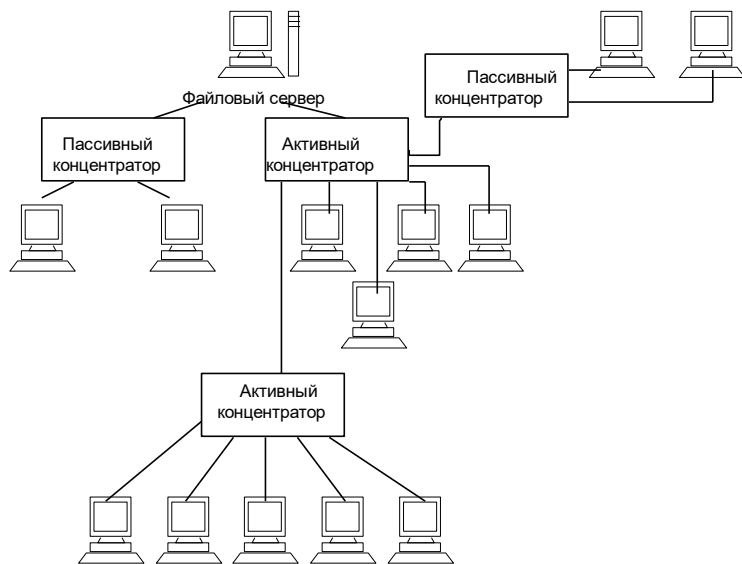 Файловый сервер
Пассивный
концентратор
Пассивный
концентратор
Активный
концентратор
Активный
концентратор